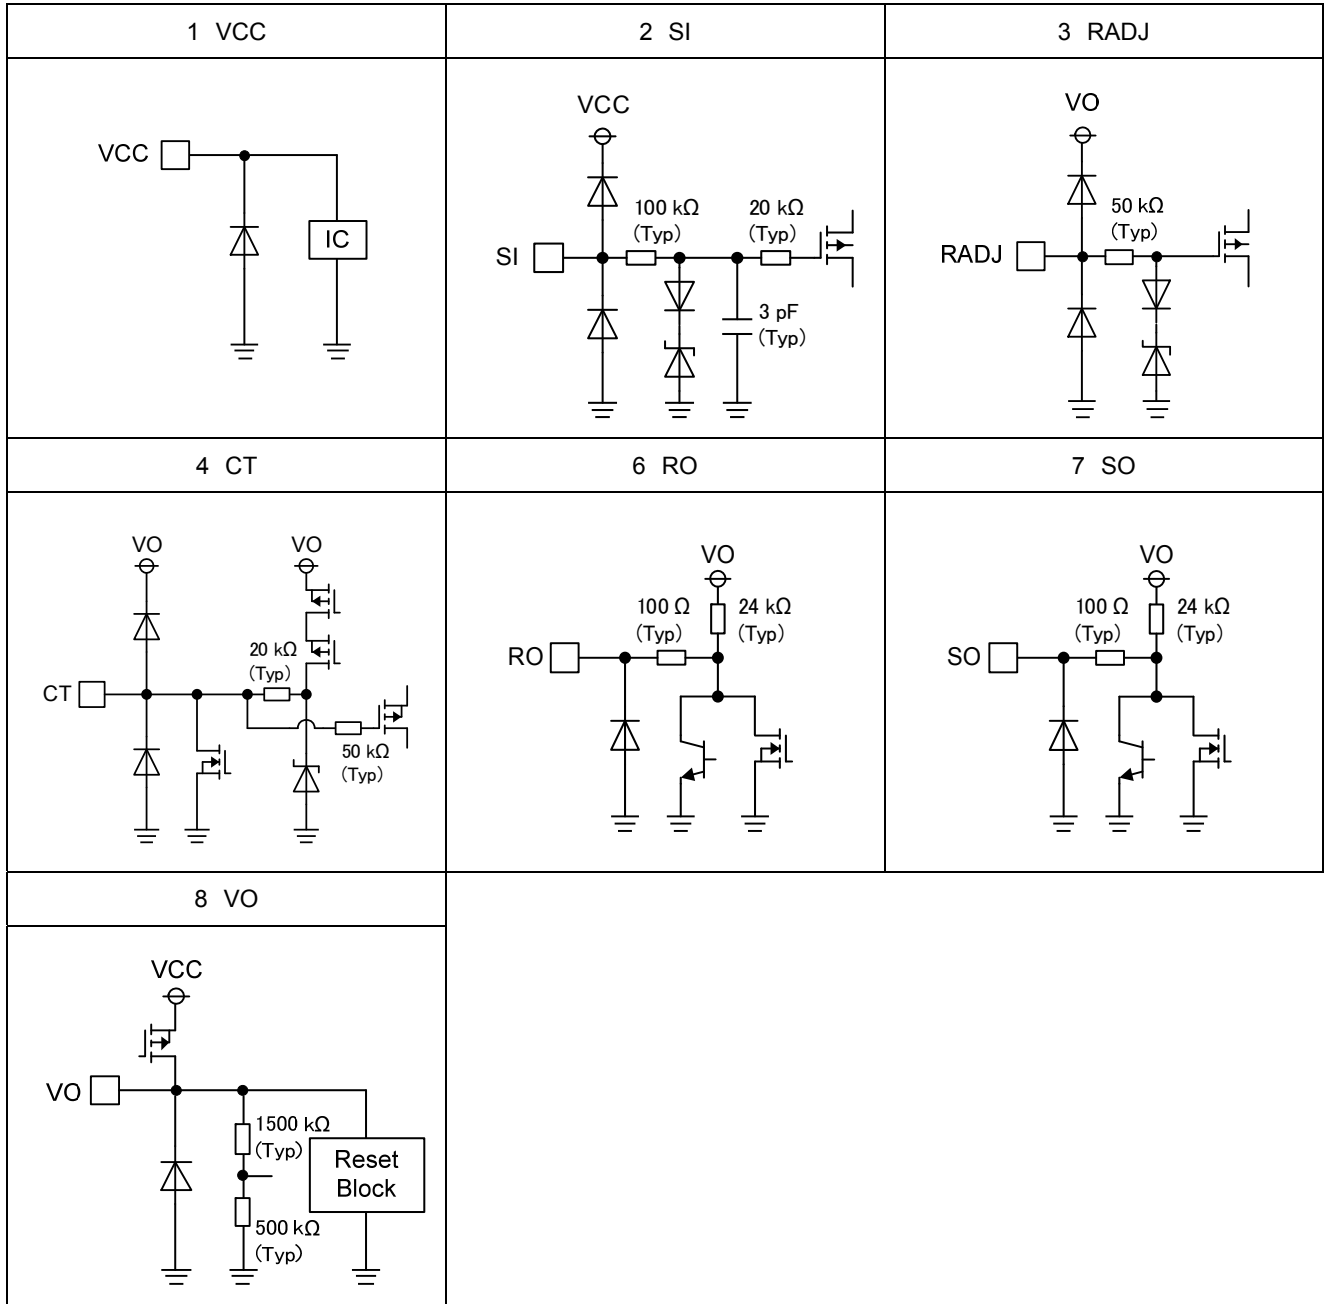 1 VCC
2 SI
3 RADJ
VCC
IC
VCC
SI
100 kΩ
(Typ)
20 kΩ
(Typ)
3 pF
(Typ)
VO
RADJ
50 kΩ
(Typ)
4 CT
6 RO
7 SO
VO
VO
CT
20 kΩ
(Typ)
50 kΩ
(Typ)
VO
RO
100 Ω
(Typ)
24 kΩ
(Typ)
VO
SO
100 Ω
(Typ)
24 kΩ
(Typ)
8 VO
VCC
VO
1500 kΩ
(Typ)
500 kΩ
(Typ)
Reset
Block